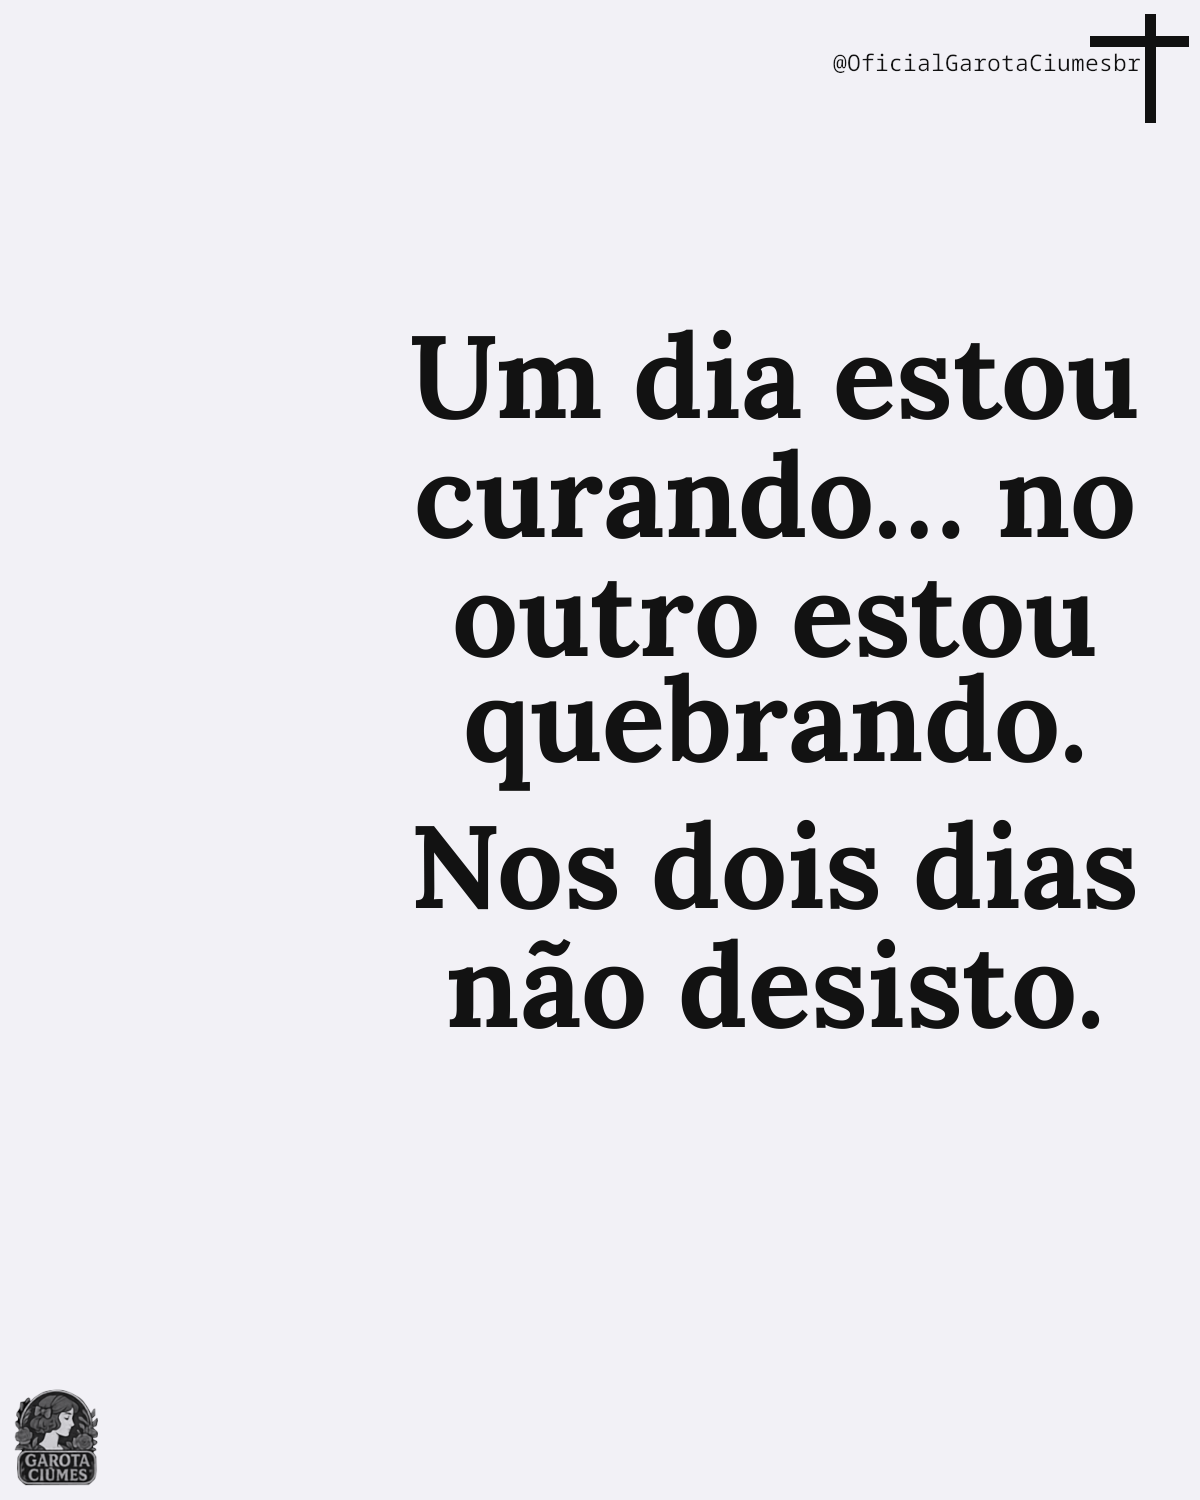 @OficialGarotaCiumesbr
Um dia estou
curando... no
outro estou
quebrando.
Nos dois dias
não desisto.
GAROTA
CIÚMES